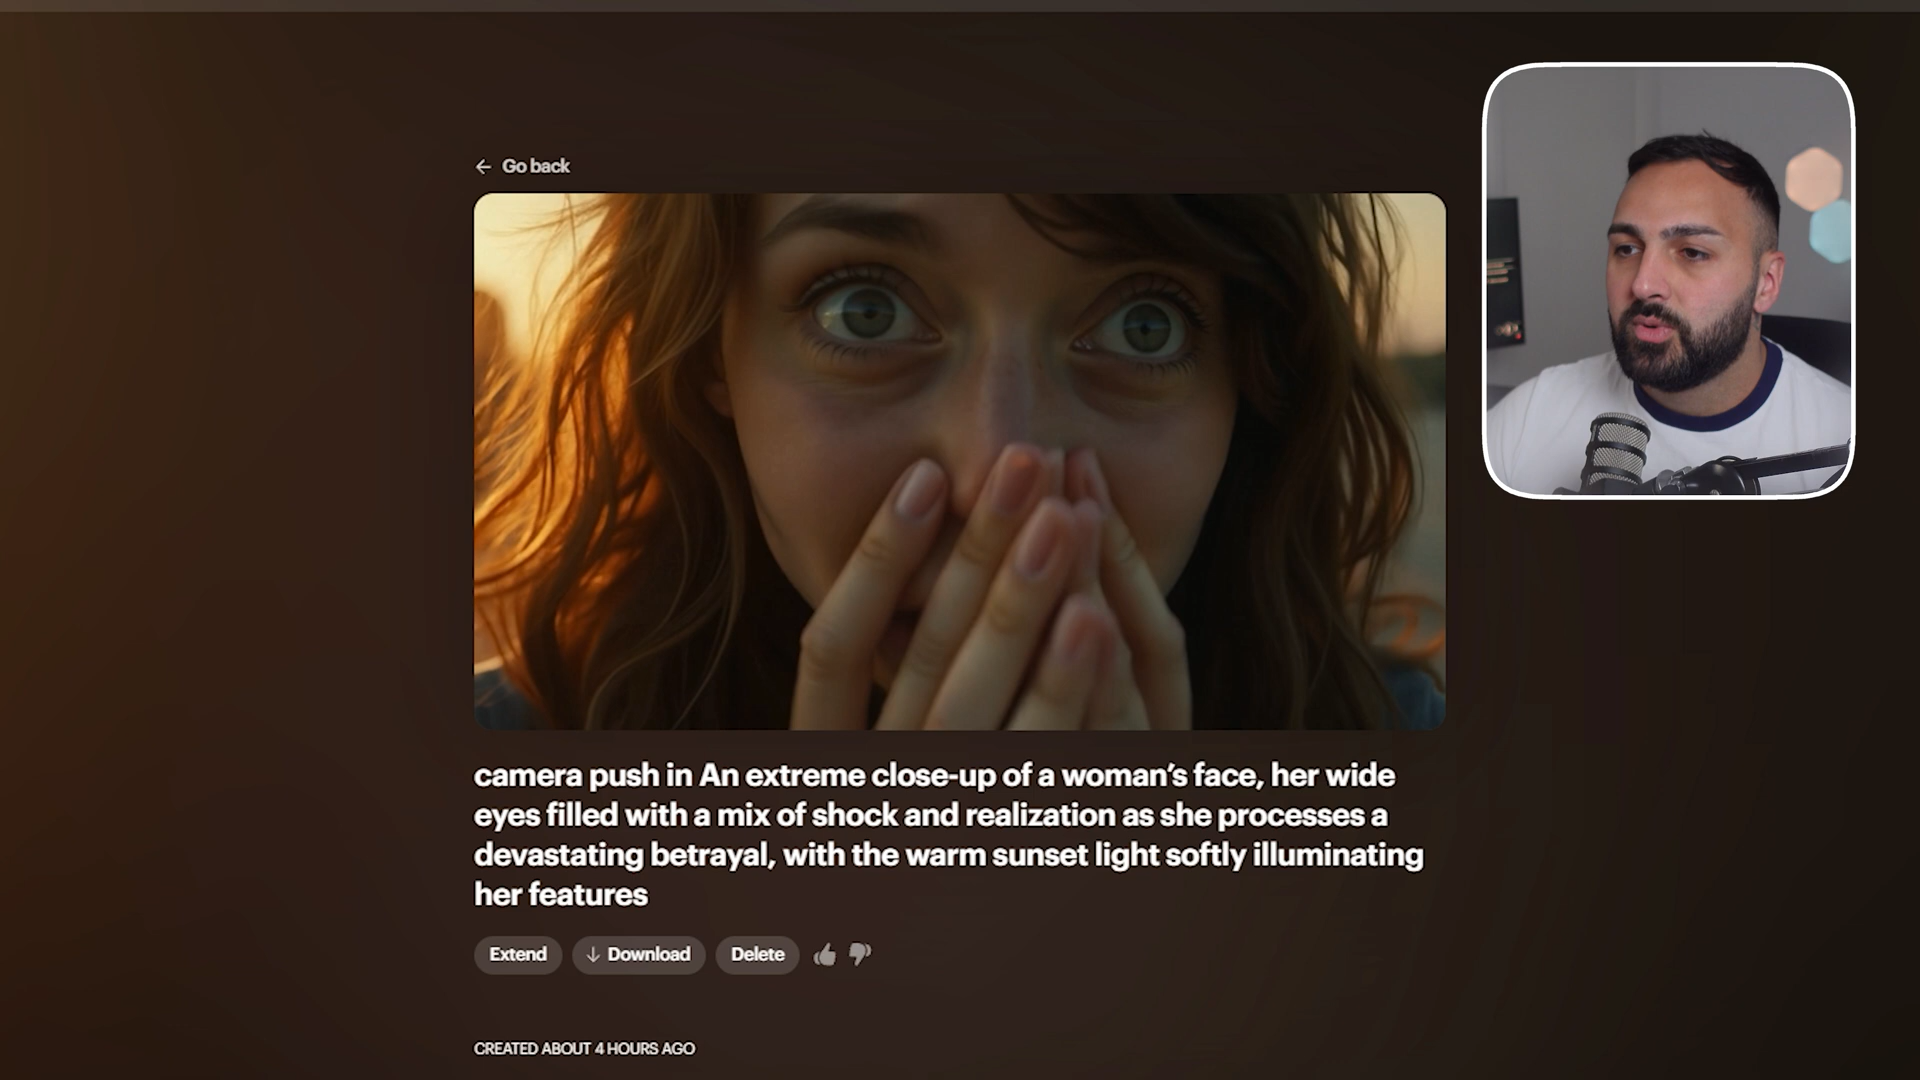 Go back
camera push in An extreme close-up of a woman’s face, her wide
eyes filled with a mix of shock and realization as she processes a
devastating betrayal, with the warm sunset light softly illuminating
her features
Extend
Download
Delete
CREATED ABOUT 4 HOURS AGO